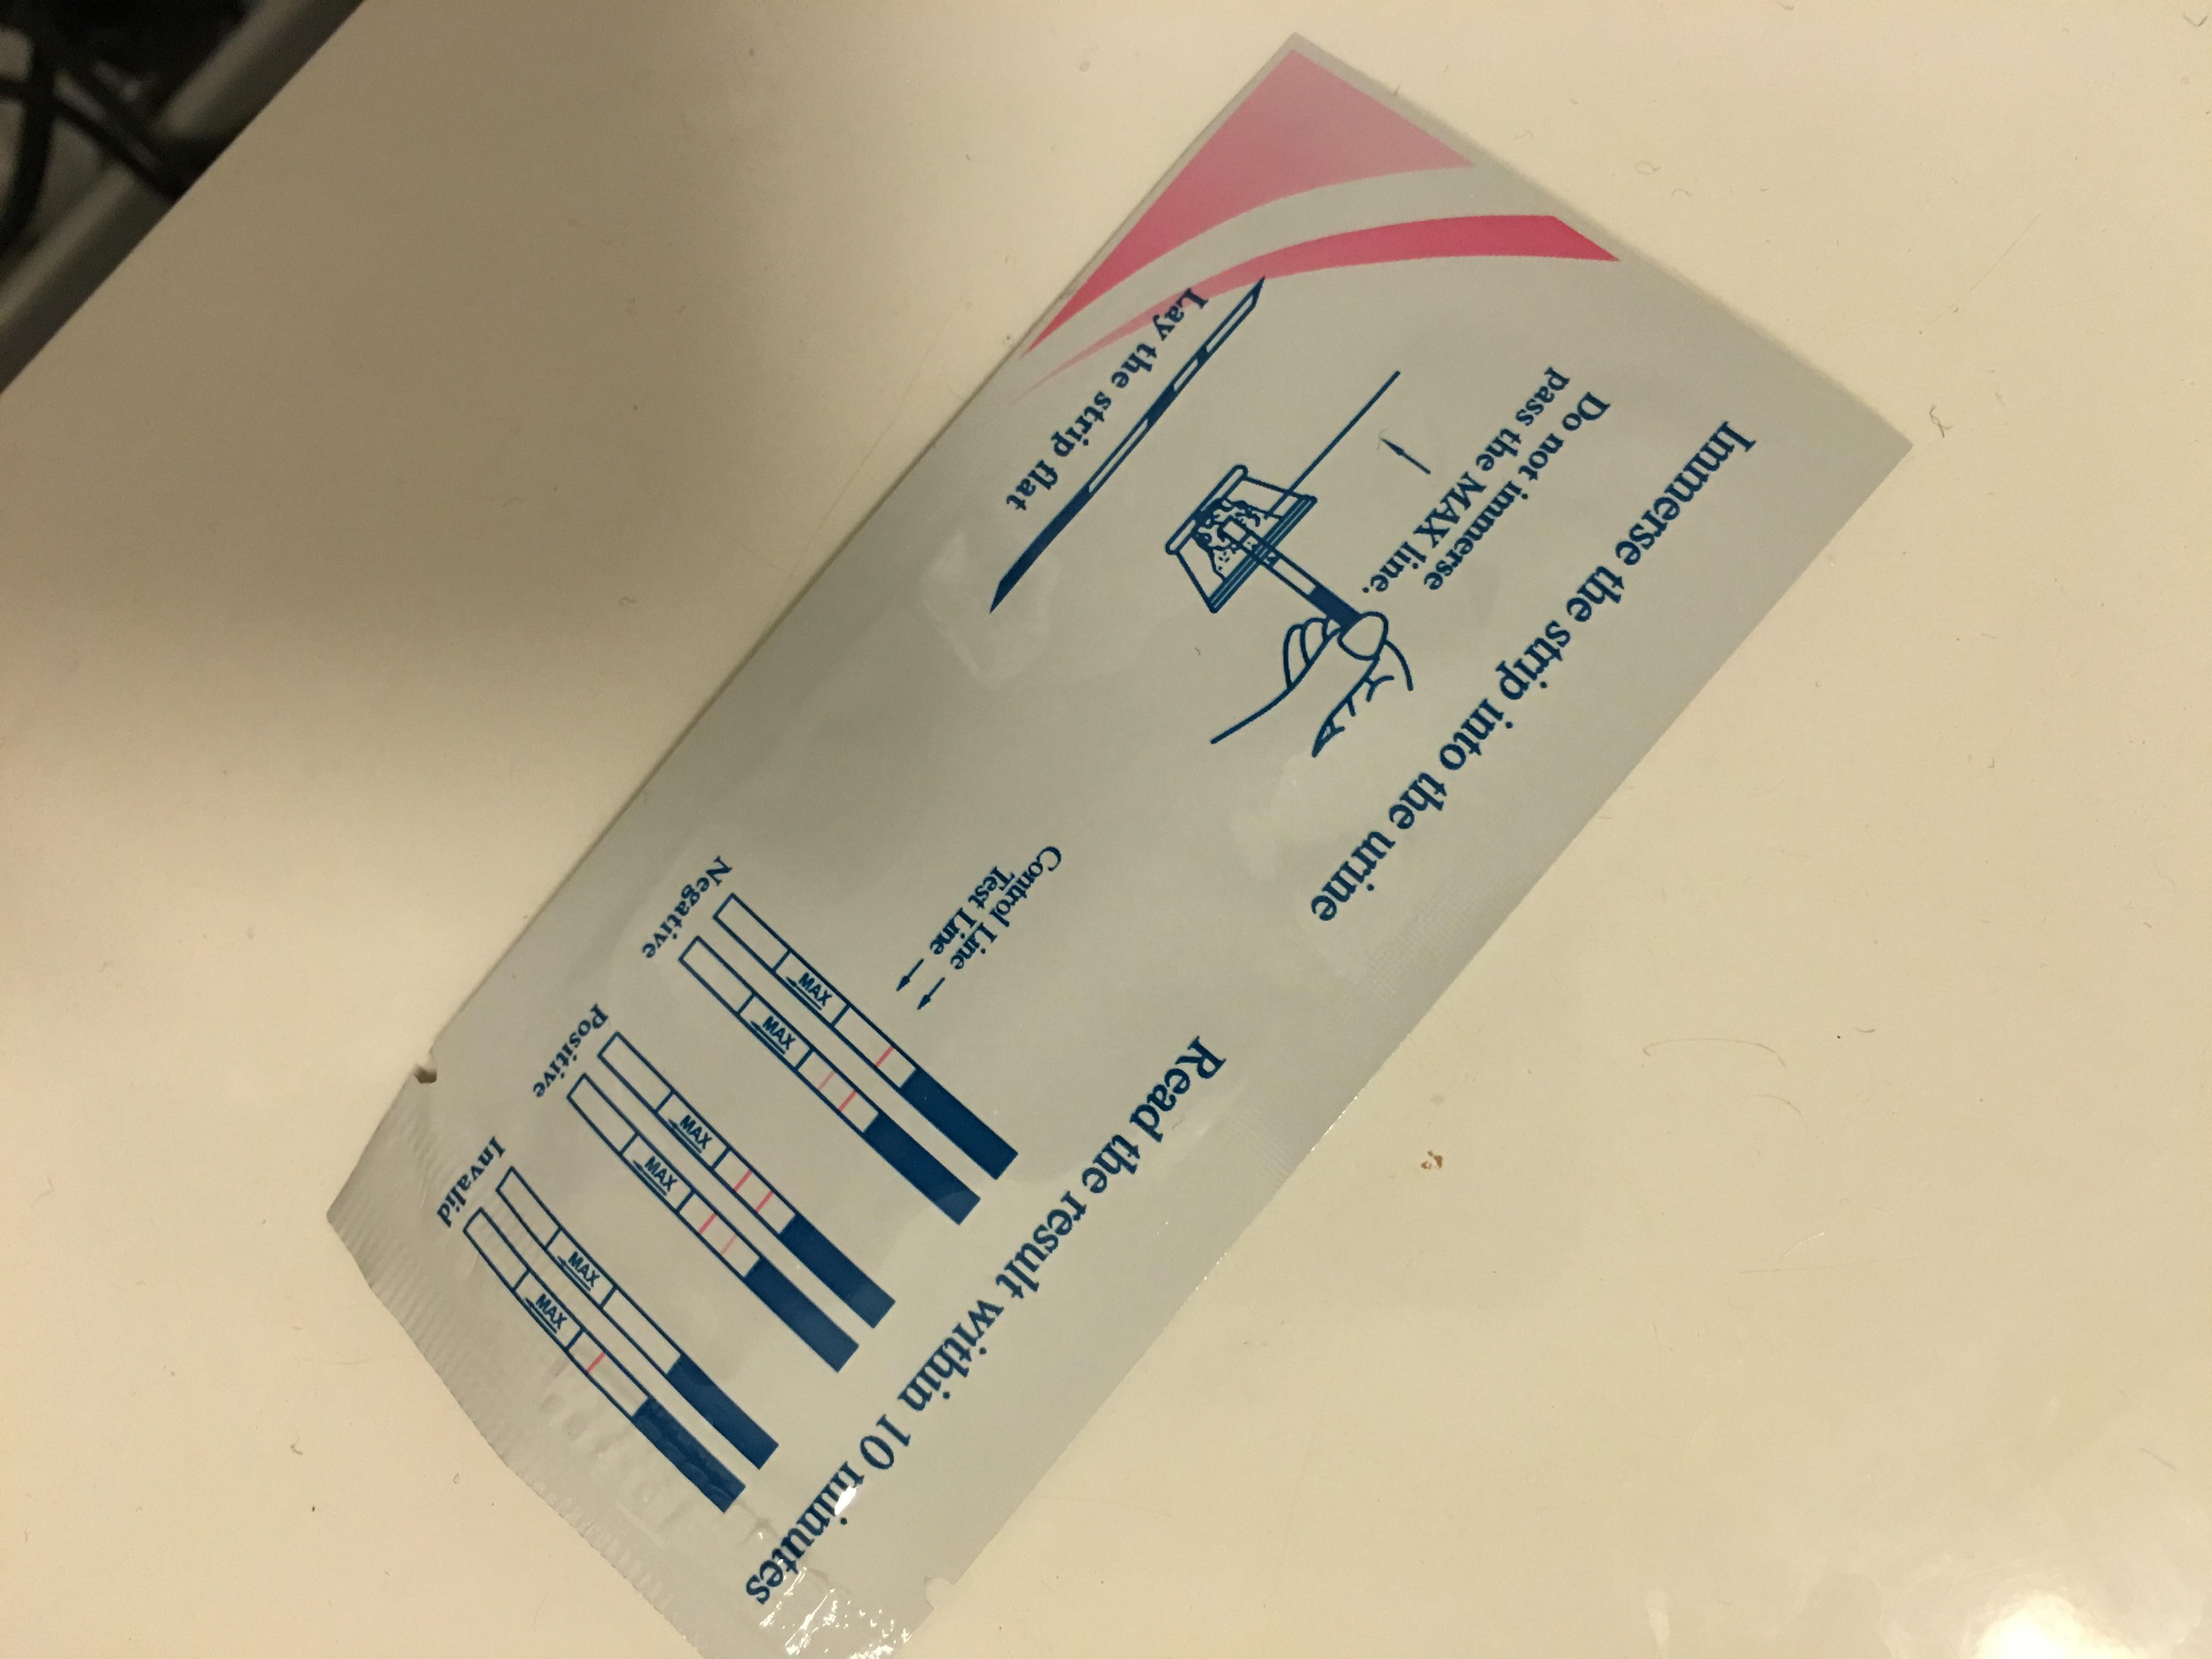 Immerse the strip into the urine
Do not immerse
pass the MAX line.
Lay the strip flat
Read the result within 10 minutes
Control Line
Test Line
MAX
MAX
Negative
MAX
MAX
Positive
MAX
MAX
Invalid